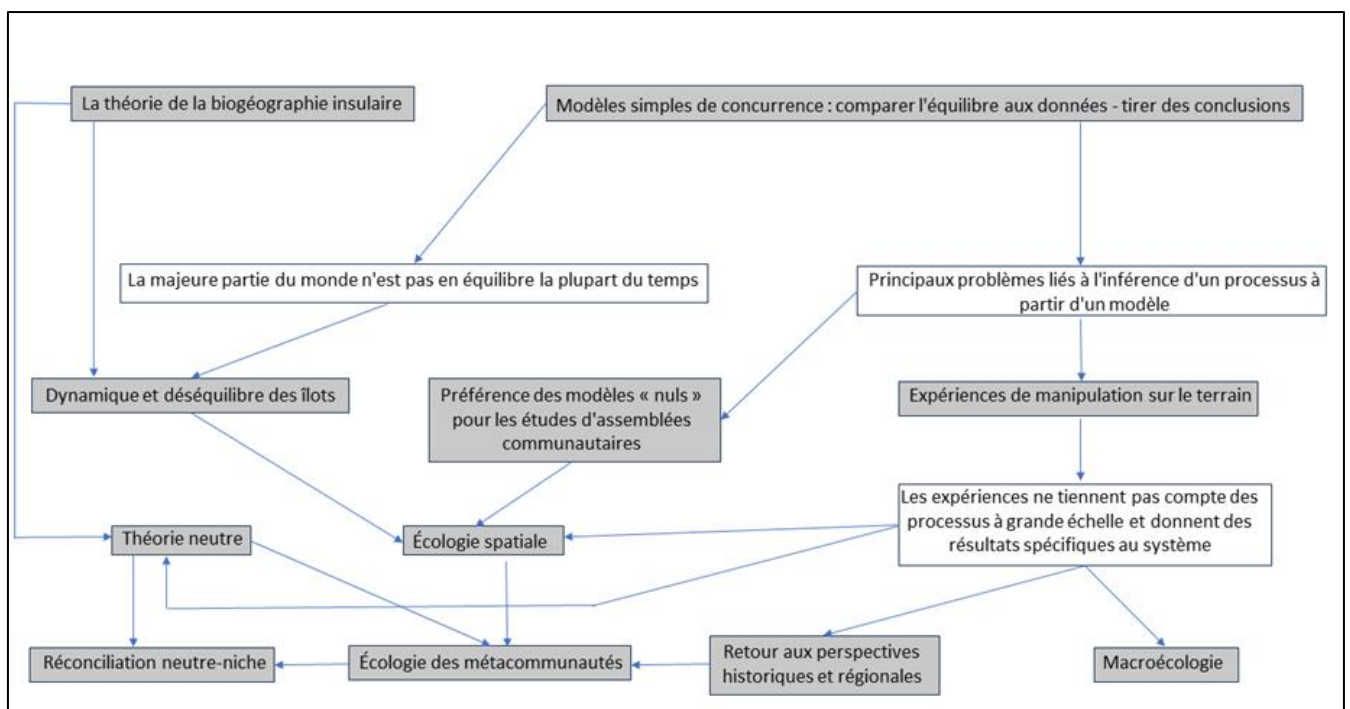 La théorie de la biogéographie insulaire
Modèles simples de concurrence : comparer l'équilibre aux données - tirer des conclusions
La majeure partie du monde n'est pas en équilibre la plupart du temps
Principaux problèmes liés à l'inférence d'un processus à
partir d'un modèle
Dynamique et déséquilibre des îlots
Préférence des modèles « nuls »
pour les études d'assemblées
communautaires
Expériences de manipulation sur le terrain
Les expériences ne tiennent pas compte des
processus à grande échelle et donnent des
résultats spécifiques au système
Théorie neutre
Écologie spatiale
Réconciliation neutre-niche
Écologie des métacommunautés
Retour aux perspectives
historiques et régionales
Macroécologie